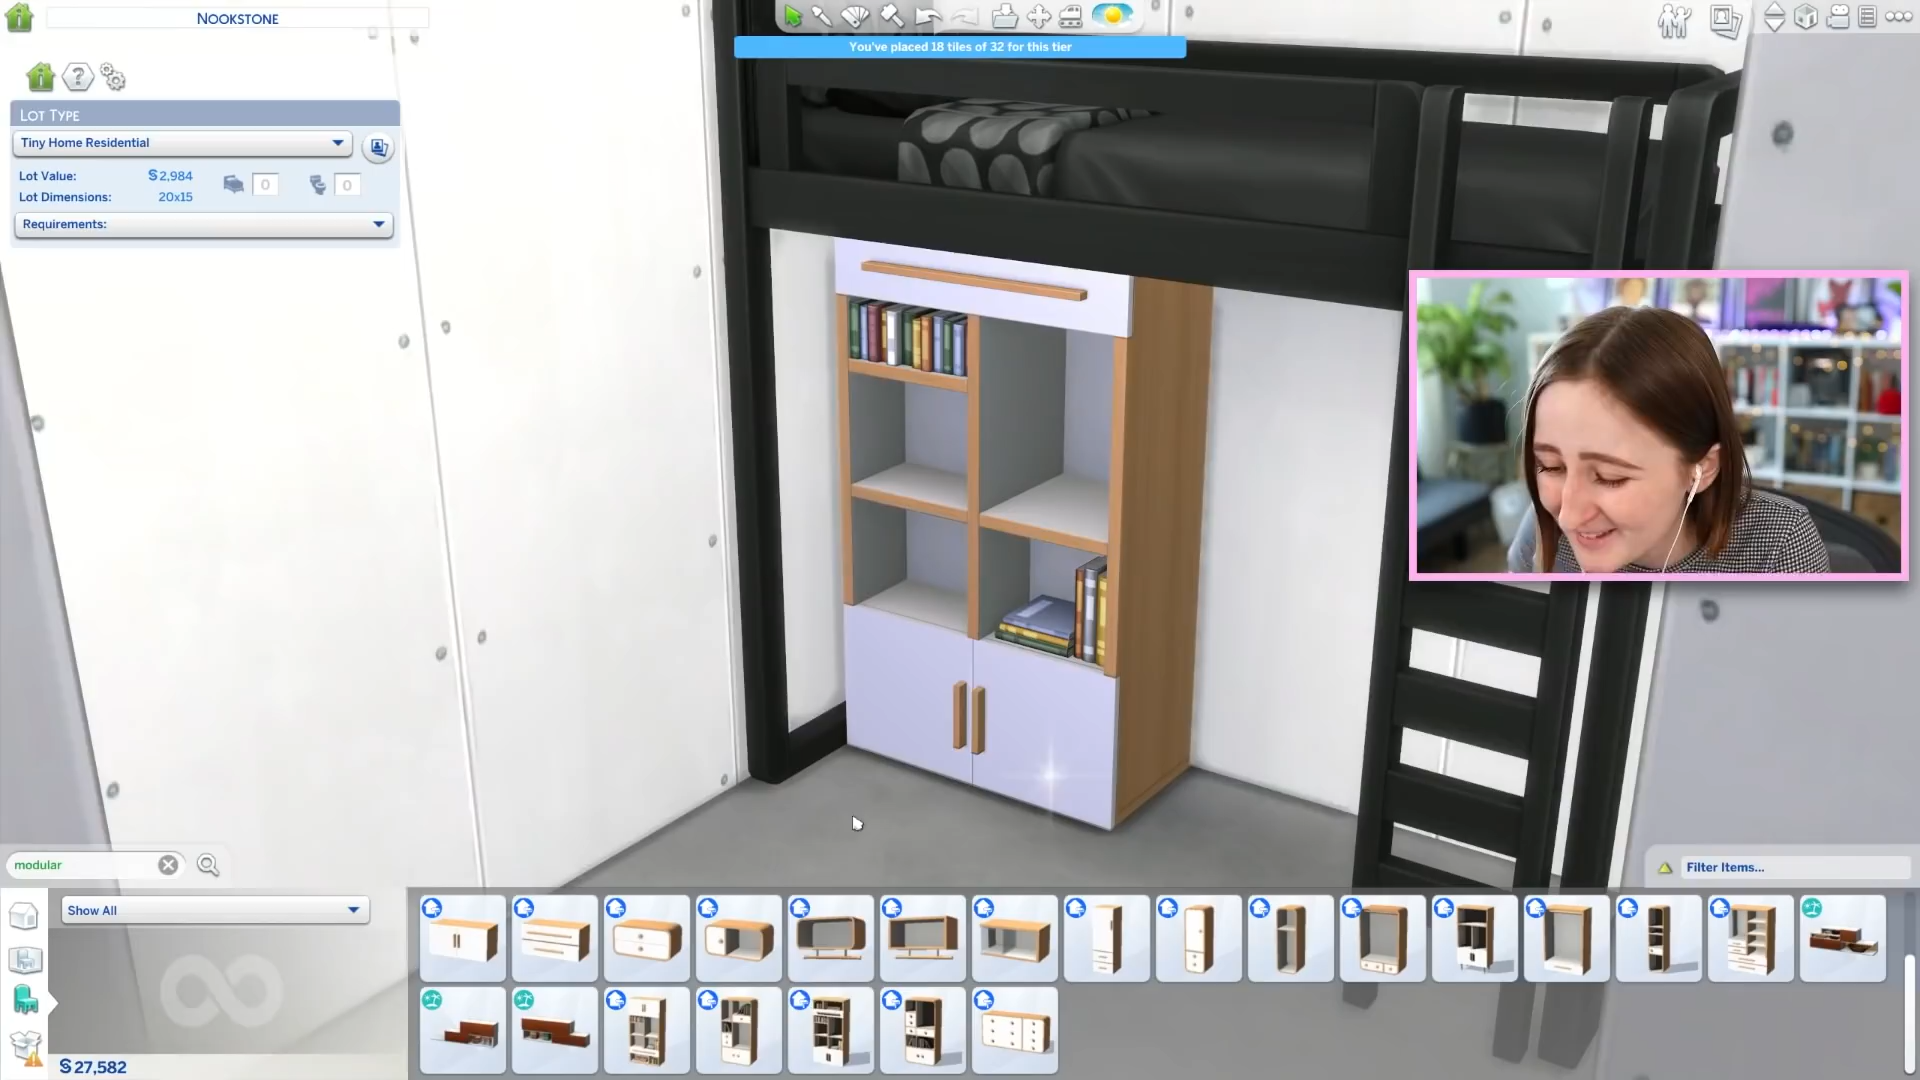 NOOKSTONE
You've placed 18 tiles of 32 for this tier
LOT TYPE
Tiny Home Residential
Lot Value: §2,984
0
0
Lot Dimensions: 20x15
Requirements:
modular
Filter Items...
Show All
§27,582